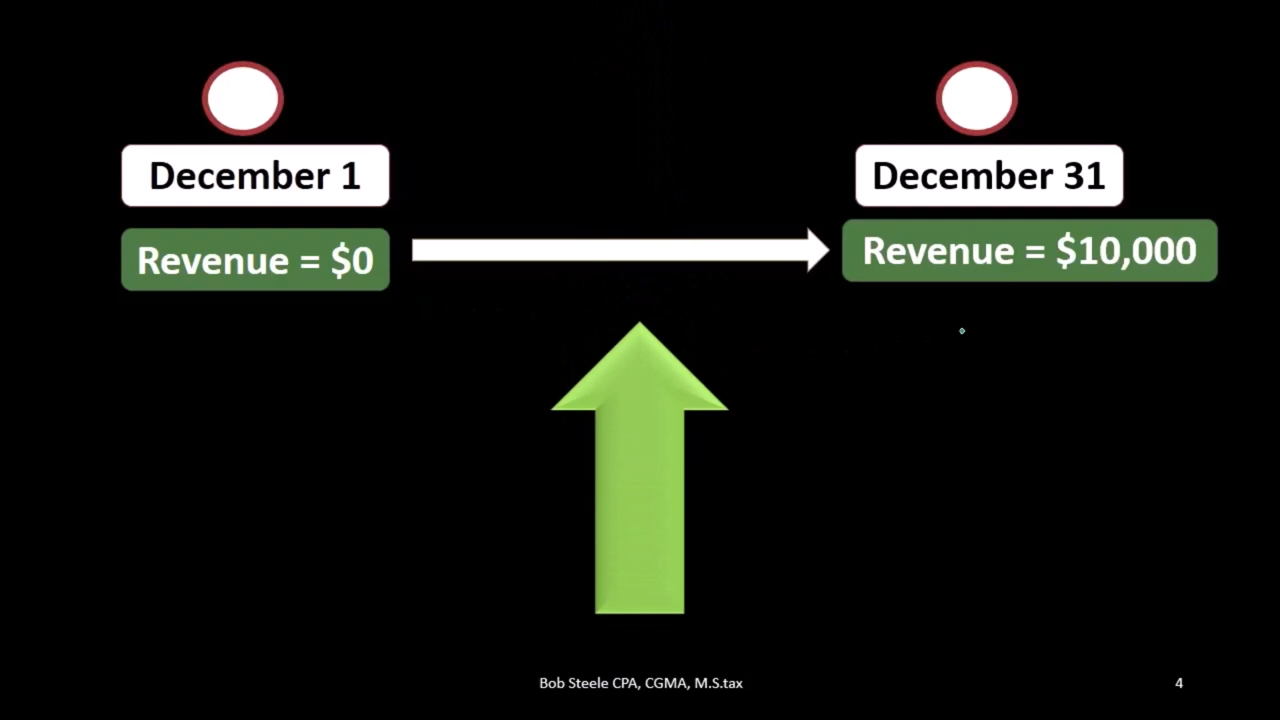 December 1
December 31
Revenue = $0
Revenue = $10,000
Bob Steele CPA, CGMA, M.S.tax
4